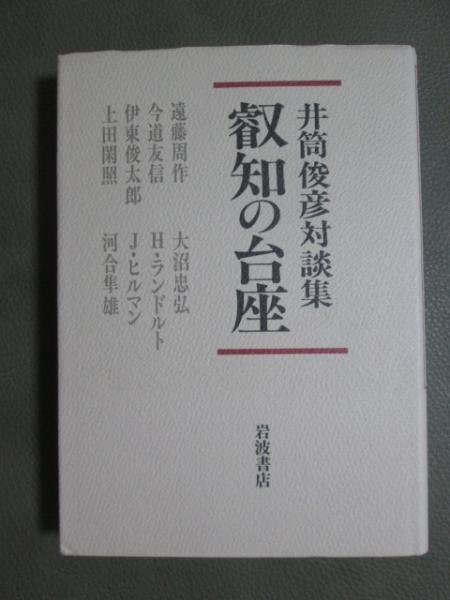 井筒俊彦対談集
叡知の台座
遠藤周作
今道友信
伊東俊太郎
上田閑照
大沼忠弘
H・ランドルト
J・ヒルマン
河合隼雄
岩波書店